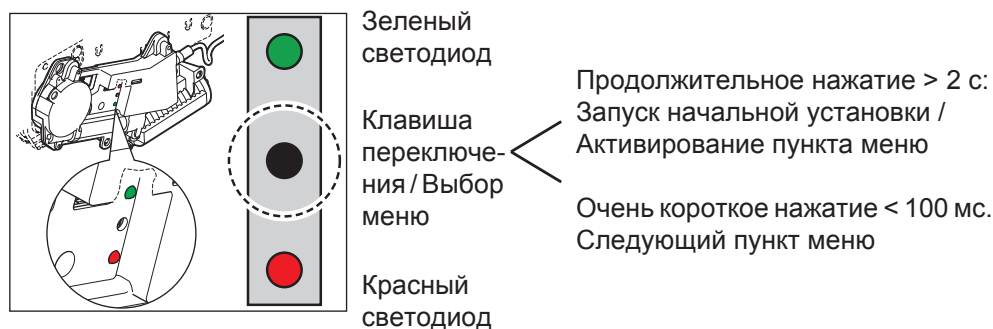 Зеленый
светодиод
Клавиша
переключе-
ния / Выбор
меню
Продолжительное нажатие > 2 с:
Запуск начальной установки /
Активирование пункта меню
Очень короткое нажатие < 100 мс.
Следующий пункт меню
Красный
светодиод